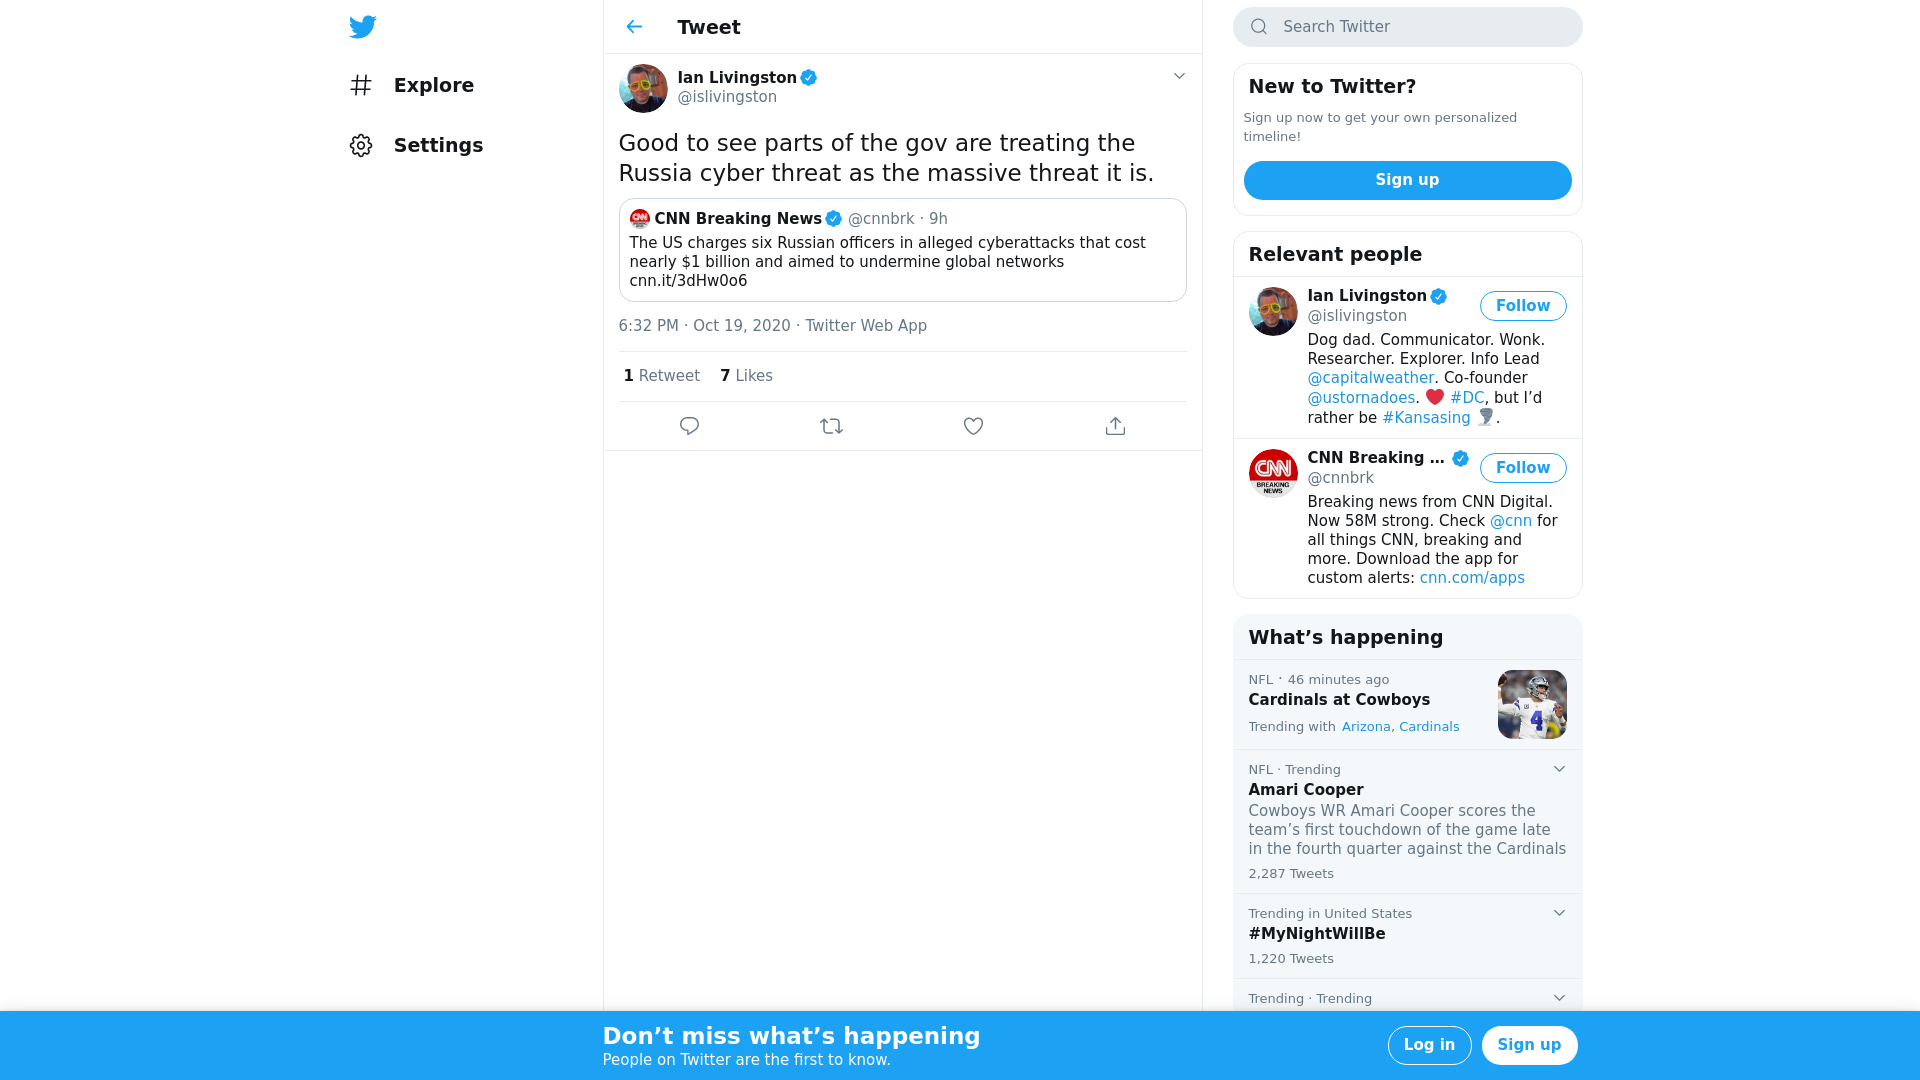 Explore
Settings
Tweet
Ian Livingston
@islivingston
Good to see parts of the gov are treating the
Russia cyber threat as the massive threat it is.
CNN Breaking News @cnnbrk · 9h
The US charges six Russian officers in alleged cyberattacks that cost
nearly $1 billion and aimed to undermine global networks
cnn.it/3dHw0o6
6:32 PM · Oct 19, 2020 · Twitter Web App
1 Retweet 7 Likes
Search Twitter
New to Twitter?
Sign up now to get your own personalized
timeline!
Sign up
Relevant people
Ian Livingston
@islivingston
Follow
Dog dad. Communicator. Wonk.
Researcher. Explorer. Info Lead
@capitalweather. Co-founder
@ustornadoes. ❤️ #DC, but I’d
rather be #Kansasing 🌪.
CNN Breaking …
@cnnbrk
Follow
CNN
BREAKING
NEWS
Breaking news from CNN Digital.
Now 58M strong. Check @cnn for
all things CNN, breaking and
more. Download the app for
custom alerts: cnn.com/apps
What’s happening
NFL · 46 minutes ago
Cardinals at Cowboys
Trending with Arizona, Cardinals
4
NFL · Trending
Amari Cooper
Cowboys WR Amari Cooper scores the
team’s first touchdown of the game late
in the fourth quarter against the Cardinals
2,287 Tweets
Trending in United States
#MyNightWillBe
1,220 Tweets
Trending · Trending
Don’t miss what’s happening
People on Twitter are the first to know.
Log in
Sign up